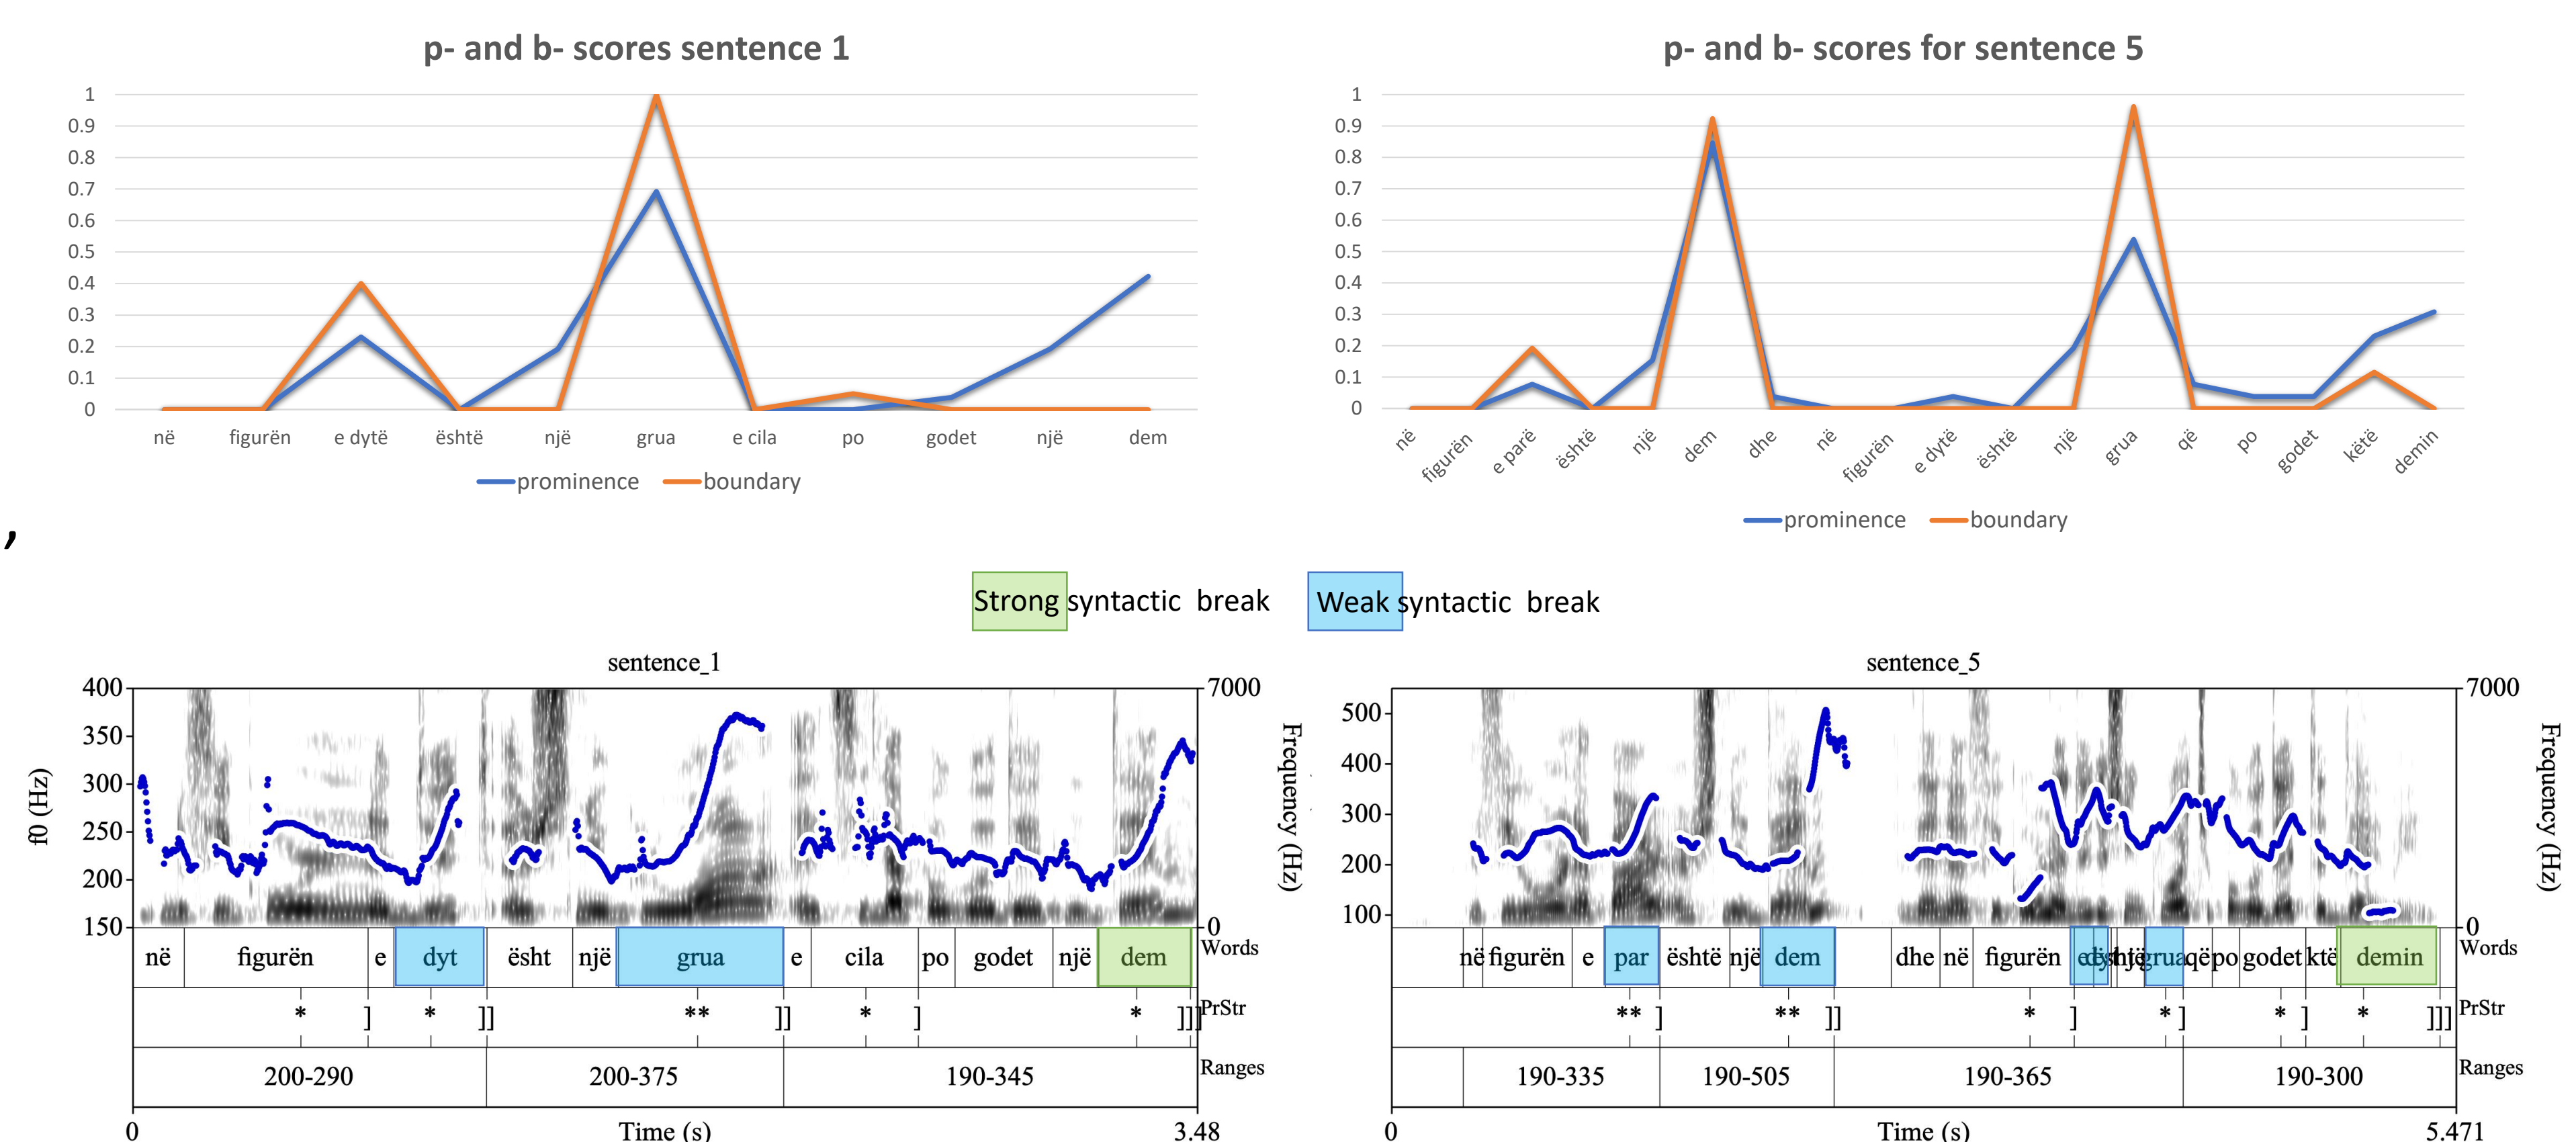 p- and b- scores sentence 1
1
0.9
0.8
0.7
0.6
0.5
0.4
0.3
0.2
0.1
0
në figurën e dytë është një grua e cila po godet një dem
prominence boundary
p- and b- scores for sentence 5
1
0.9
0.8
0.7
0.6
0.5
0.4
0.3
0.2
0.1
0
në figurën e parë është një dem dhe në figurën e dytë është një grua që po godet këtë demin
prominence boundary
,
Strong syntactic break Weak syntactic break
sentence_1
400
350
300
250
200
150
f0 (Hz)
7000
0
Frequency (Hz)
në figurën e dyt ësht një grua e cila po godet një dem Words
* ] * ]] ** ]] * ] * ]]] PrStr
200-290 200-375 190-345 Ranges
0 Time (s) 3.48
sentence_5
500
400
300
200
100
7000
0
Frequency (Hz)
në figurën e par është një dem dhe në figurën grua që po godet ktë demin Words
** ] ** ]] * ] * ] * ] * ]]] PrStr
190-335 190-505 190-365 190-300 Ranges
0 Time (s) 5.471